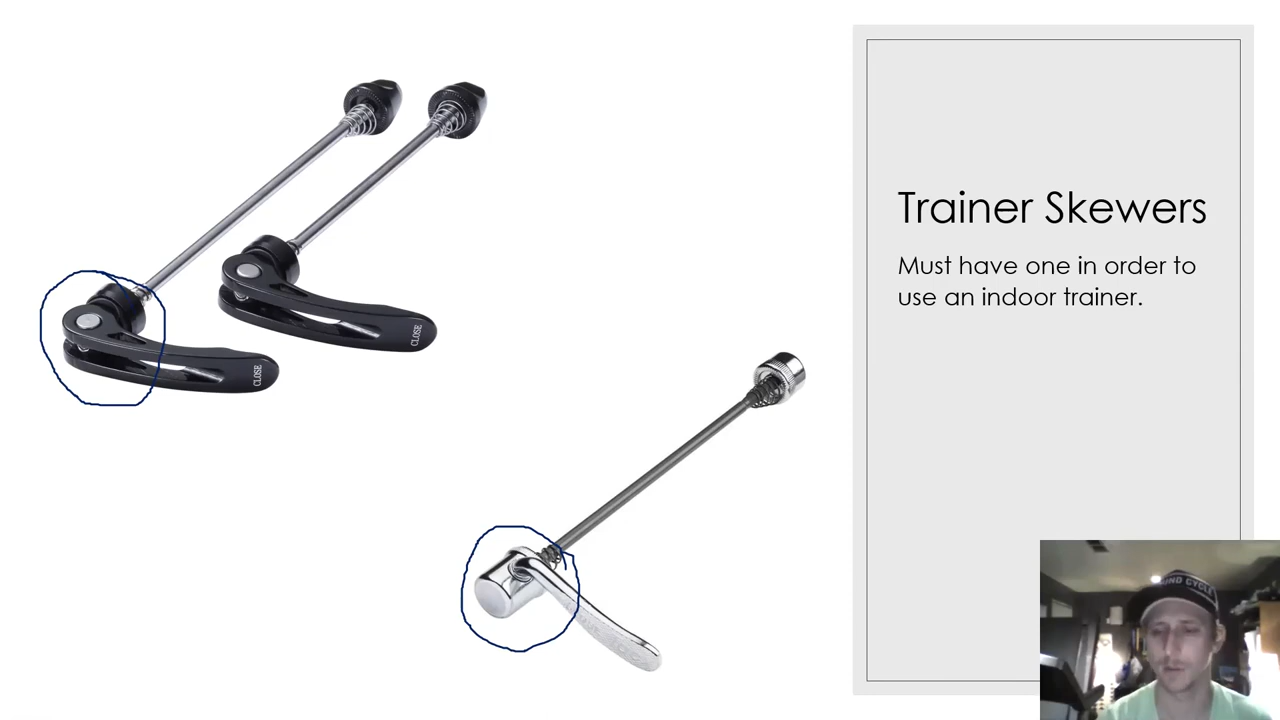 Trainer Skewers
Must have one in order to
use an indoor trainer.
CLOSE
CLOSE